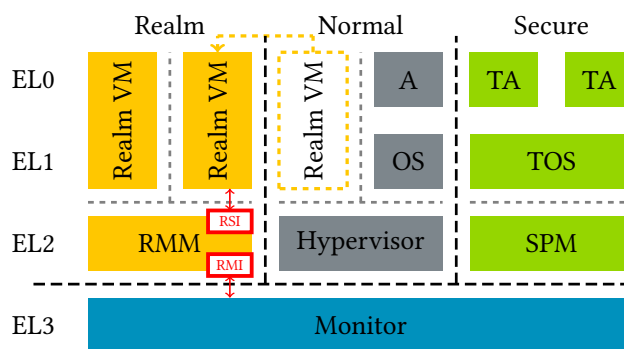 Realm Normal Secure
EL0 Realm VM Realm VM Realm VM A TA TA
EL1 OS TOS
RSI
EL2 RMM Hypervisor SPM
RMI
EL3 Monitor